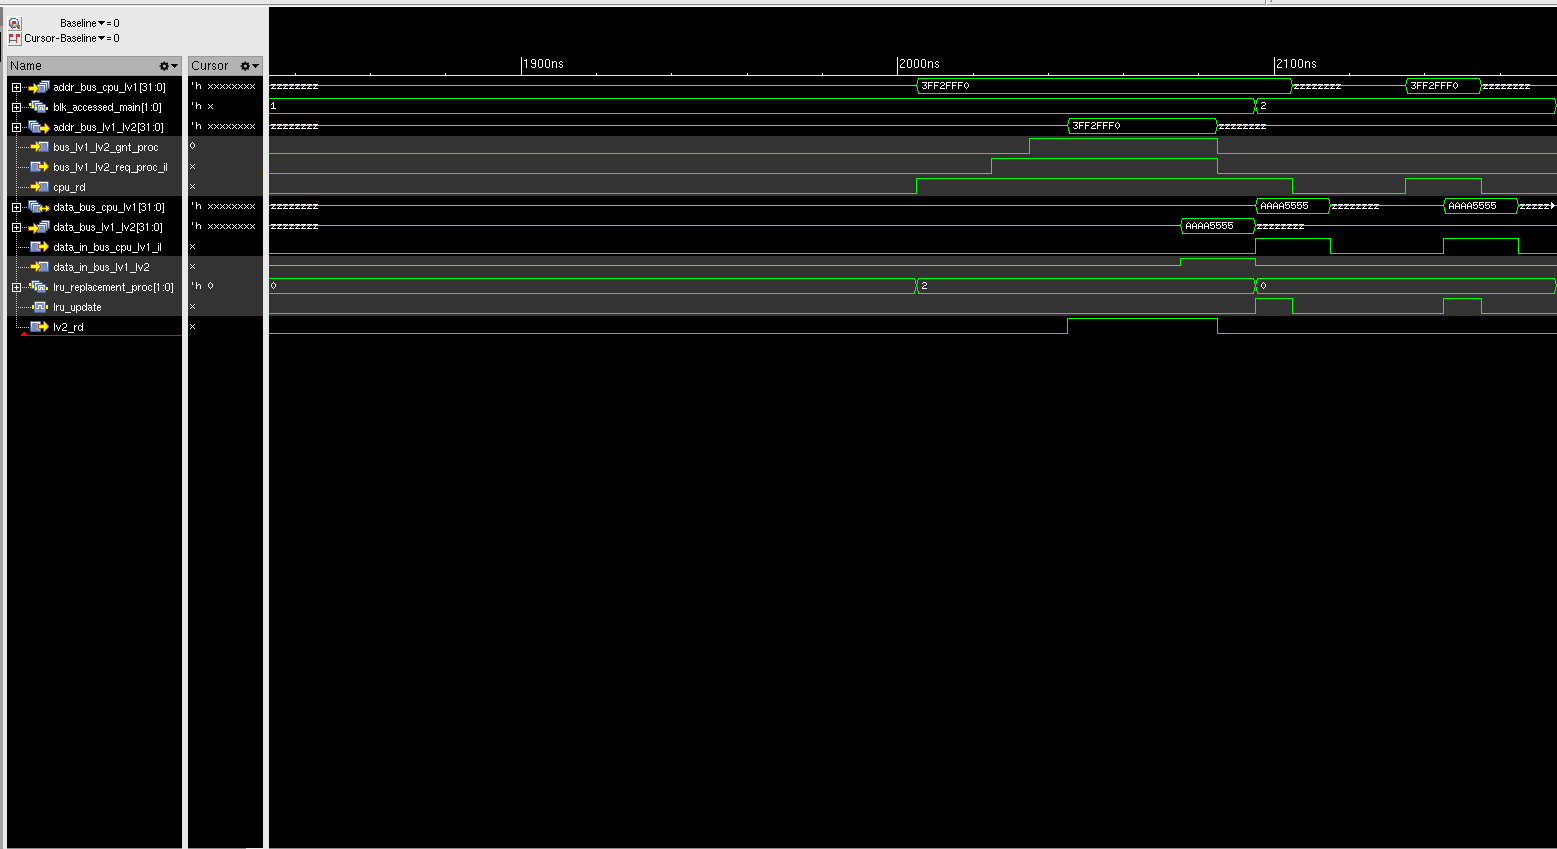 Baseline▼= 0
Cursor-Baseline▼= 0
Name Cursor
1900ns 2000ns 2100ns
addr_bus_cpu_lv1[31:0] 'h xxxxxxxx zzzzzzzz 3FF2FFF0 zzzzzzzz 3FF2FFF0 zzzzzzzz
blk_accessed_main[1:0] 'h x 1 2
addr_bus_lv1_lv2[31:0] 'h xxxxxxxx zzzzzzzz 3FF2FFF0 zzzzzzzz
bus_lv1_lv2_gnt_proc 0
bus_lv1_lv2_req_proc_il x
cpu_rd x
data_bus_cpu_lv1[31:0] 'h xxxxxxxx zzzzzzzz AAAA5555 zzzzzzzz AAAA5555 zzzzz
data_bus_lv1_lv2[31:0] 'h xxxxxxxx zzzzzzzz AAAA5555 zzzzzzzz
data_in_bus_cpu_lv1_il x
data_in_bus_lv1_lv2 x
lru_replacement_proc[1:0] 'h 0 0 2 0
lru_update x
lv2_rd x